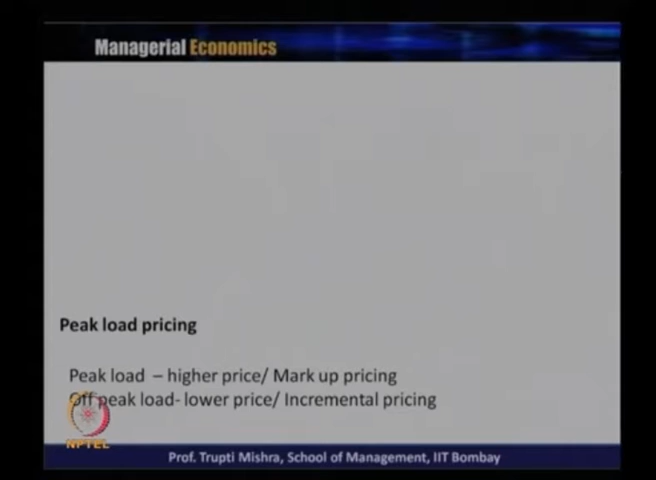 Managerial Economics
Peak load pricing
Peak load – higher price/ Mark up pricing
Off peak load- lower price/ Incremental pricing
NPTEL
Prof. Trupti Mishra, School of Management, IIT Bombay